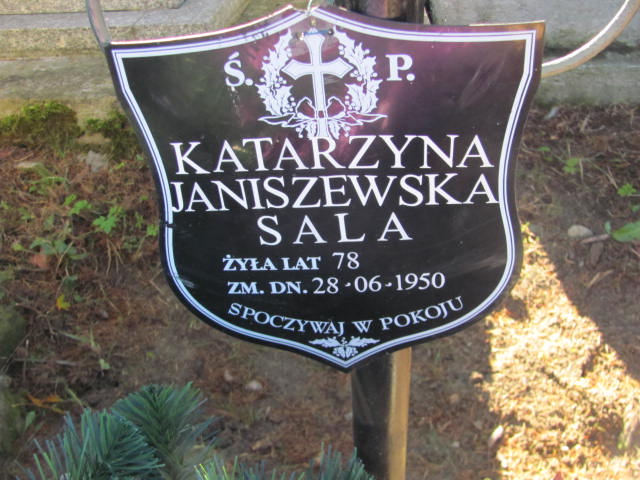 Ś. P.
KATARZYNA
JANISZEWSKA
SALA
ŻYŁA LAT 78
ZM. DN. 28-06-1950
SPOCZYWAJ W POKOJU